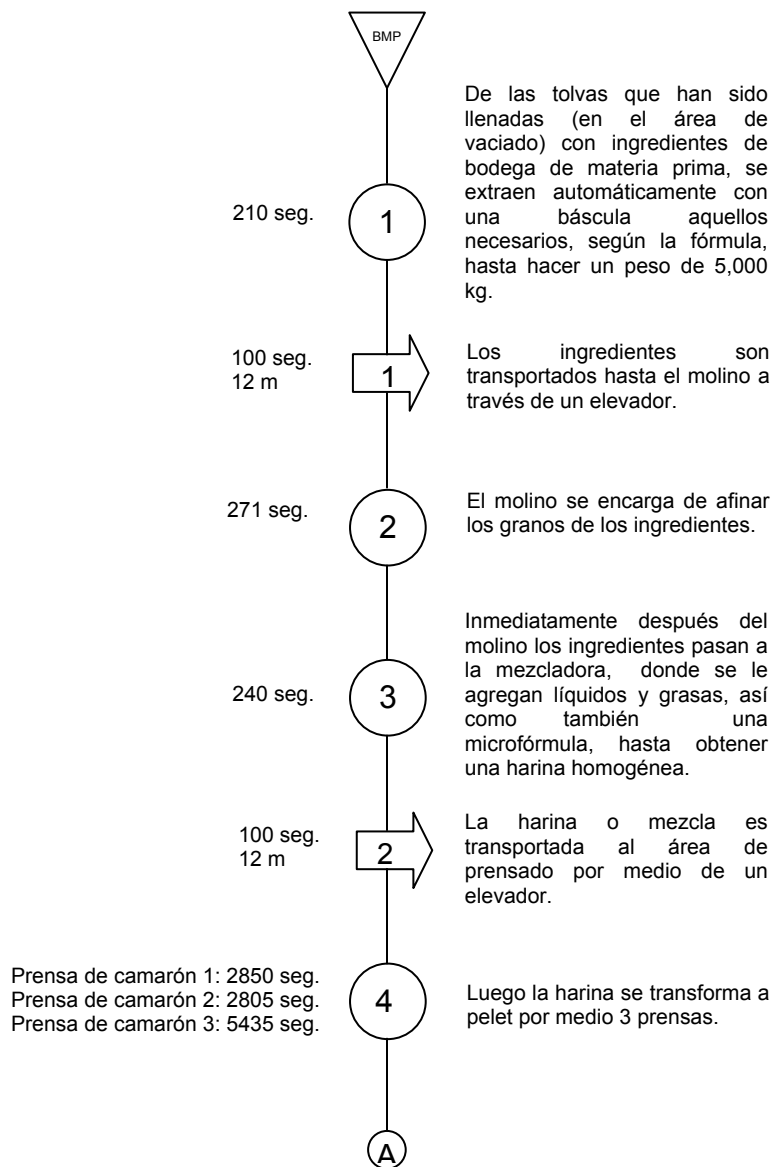 BMP
De las tolvas que han sido
llenadas (en el área de
vaciado) con ingredientes de
bodega de materia prima, se
extraen automáticamente con
una báscula aquellos
necesarios, según la fórmula,
hasta hacer un peso de 5,000
kg.
210 seg.
1
100 seg.
12 m
1
Los ingredientes son
transportados hasta el molino a
través de un elevador.
271 seg.
2
El molino se encarga de afinar
los granos de los ingredientes.
240 seg.
3
Inmediatamente después del
molino los ingredientes pasan a
la mezcladora, donde se le
agregan líquidos y grasas, así
como también una
microfórmula, hasta obtener
una harina homogénea.
100 seg.
12 m
2
La harina o mezcla es
transportada al área de
prensado por medio de un
elevador.
Prensa de camarón 1: 2850 seg.
Prensa de camarón 2: 2805 seg.
Prensa de camarón 3: 5435 seg.
4
Luego la harina se transforma a
pelet por medio 3 prensas.
A